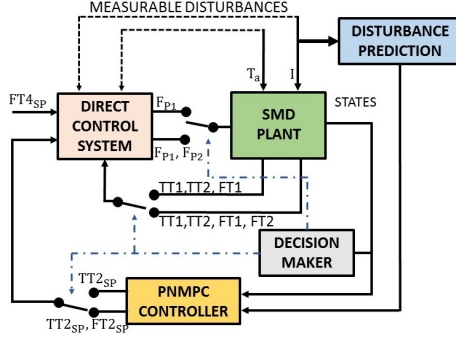 MEASURABLE DISTURBANCES
DISTURBANCE
PREDICTION
Ta
I
FT4SP
DIRECT
CONTROL
SYSTEM
FP1
FP1, FP2
SMD
PLANT
STATES
TT1,TT2, FT1
TT1,TT2, FT1, FT2
DECISION
MAKER
TT2SP
TT2SP, FT2SP
PNMPC
CONTROLLER